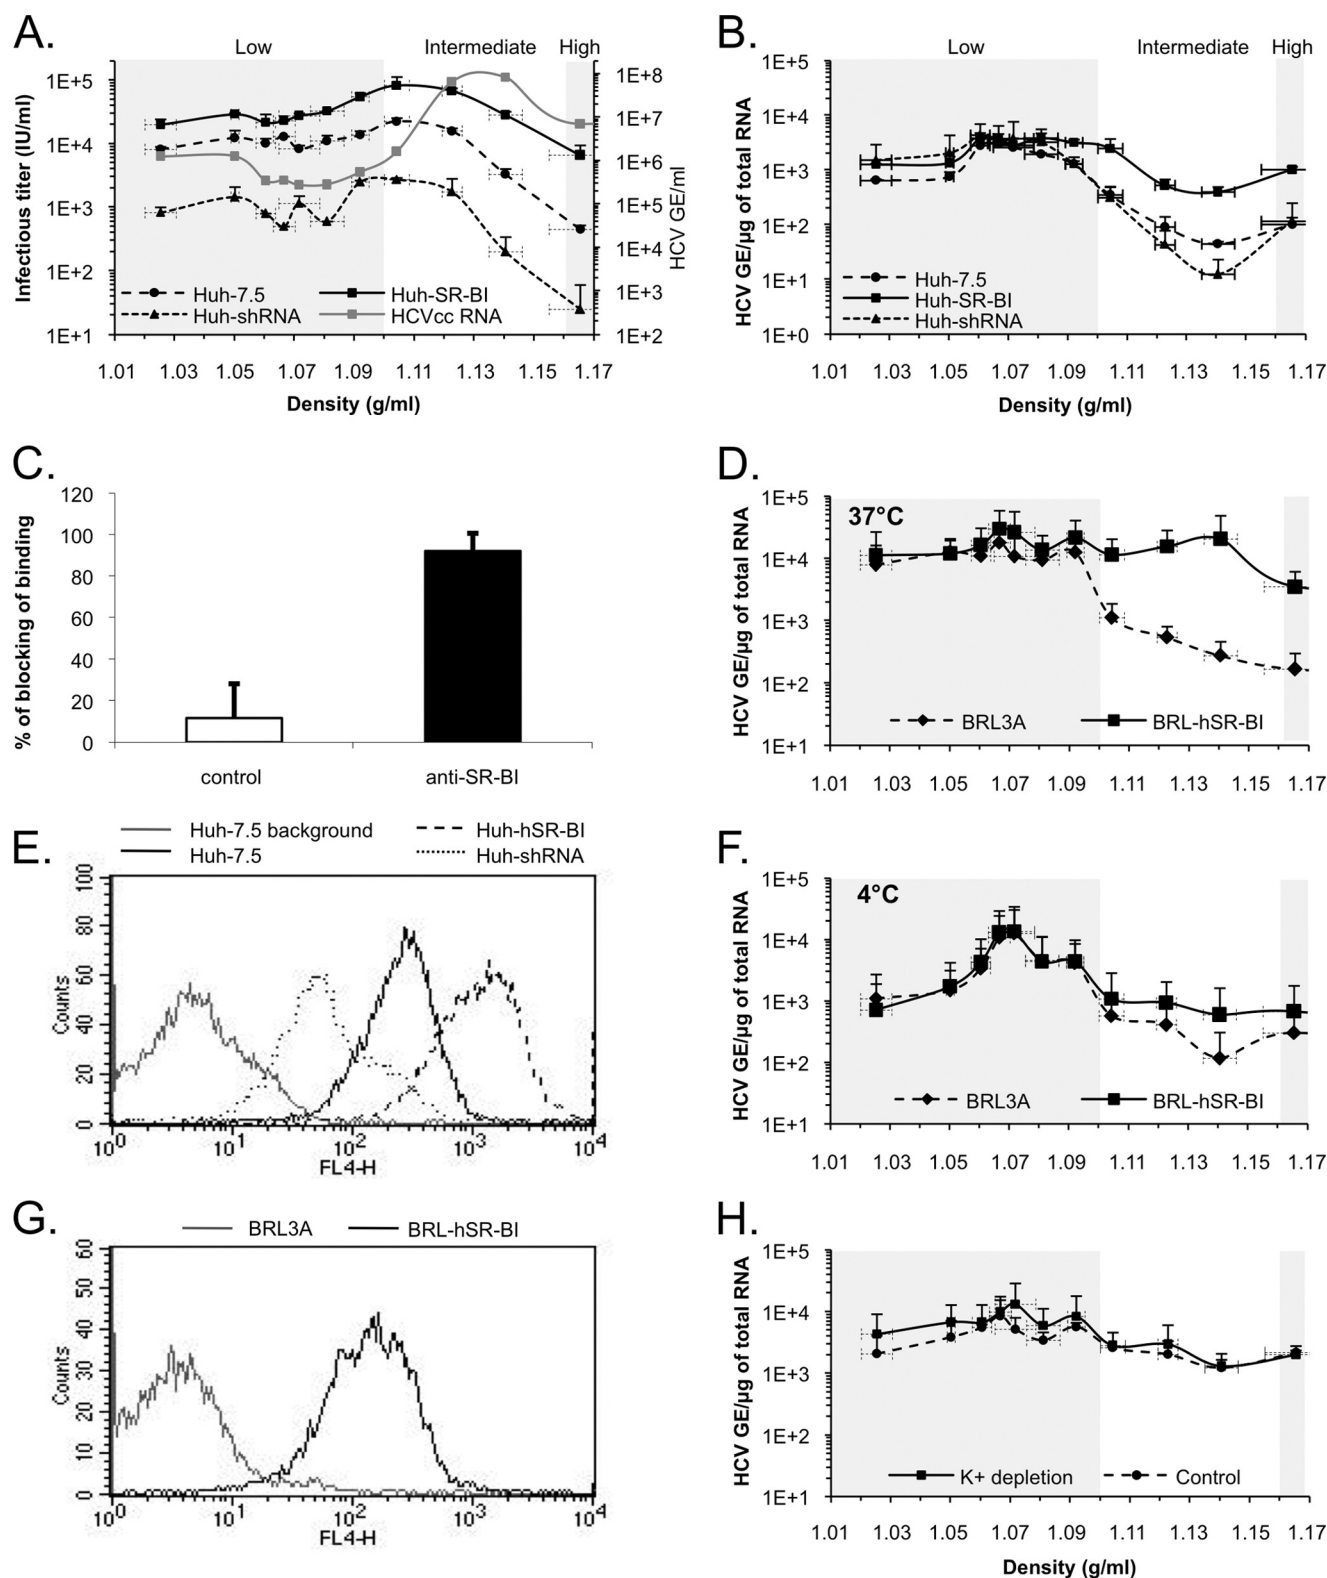 A.
Low Intermediate High
Infectious titer (IU/ml)
1E+5
1E+4
1E+3
1E+2
1E+1
1E+8
1E+7
1E+6
1E+5
1E+4
1E+3
1E+2
HCV GE/ml
Huh-7.5 Huh-SR-BI
Huh-shRNA HCVcc RNA
1.01 1.03 1.05 1.07 1.09 1.11 1.13 1.15 1.17
Density (g/ml)
B.
Low Intermediate High
HCV GE/µg of total RNA
1E+5
1E+4
1E+3
1E+2
1E+1
1E+0
Huh-7.5
Huh-SR-BI
Huh-shRNA
1.01 1.03 1.05 1.07 1.09 1.11 1.13 1.15 1.17
Density (g/ml)
C.
% of blocking of binding
120
100
80
60
40
20
0
control anti-SR-BI
D.
37°C
HCV GE/µg of total RNA
1E+5
1E+4
1E+3
1E+2
1E+1
BRL3A BRL-hSR-BI
1.01 1.03 1.05 1.07 1.09 1.11 1.13 1.15 1.17
E.
Huh-7.5 background Huh-hSR-BI
Huh-7.5 Huh-shRNA
Counts
100
80
60
40
20
0
10^0 10^1 10^2 10^3 10^4
FL4-H
F.
4°C
HCV GE/µg of total RNA
1E+5
1E+4
1E+3
1E+2
1E+1
BRL3A BRL-hSR-BI
1.01 1.03 1.05 1.07 1.09 1.11 1.13 1.15 1.17
G.
BRL3A BRL-hSR-BI
Counts
60
50
40
30
20
10
0
10^0 10^1 10^2 10^3 10^4
FL4-H
H.
HCV GE/µg of total RNA
1E+5
1E+4
1E+3
1E+2
1E+1
K+ depletion Control
1.01 1.03 1.05 1.07 1.09 1.11 1.13 1.15 1.17
Density (g/ml)